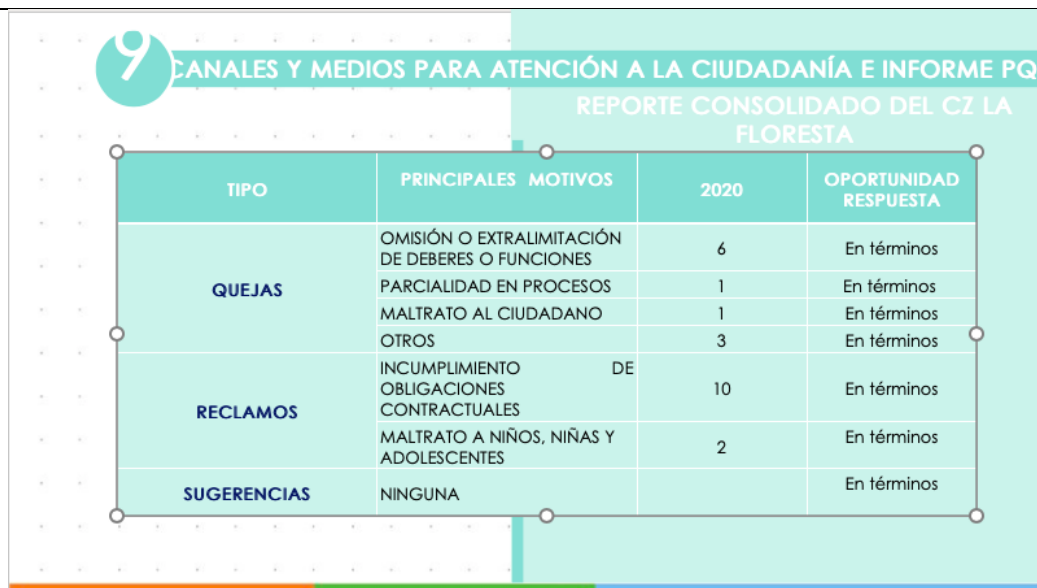 9
CANALES Y MEDIOS PARA ATENCIÓN A LA CIUDADANÍA E INFORME PQ
REPORTE CONSOLIDADO DEL CZ LA
FLORESTA
TIPO
PRINCIPALES MOTIVOS
2020
OPORTUNIDAD
RESPUESTA
QUEJAS
OMISIÓN O EXTRALIMITACIÓN
DE DEBERES O FUNCIONES
6
En términos
PARCIALIDAD EN PROCESOS
1
En términos
MALTRATO AL CIUDADANO
1
En términos
OTROS
3
En términos
RECLAMOS
INCUMPLIMIENTO DE
OBLIGACIONES
CONTRACTUALES
10
En términos
MALTRATO A NIÑOS, NIÑAS Y
ADOLESCENTES
2
En términos
SUGERENCIAS
NINGUNA
En términos